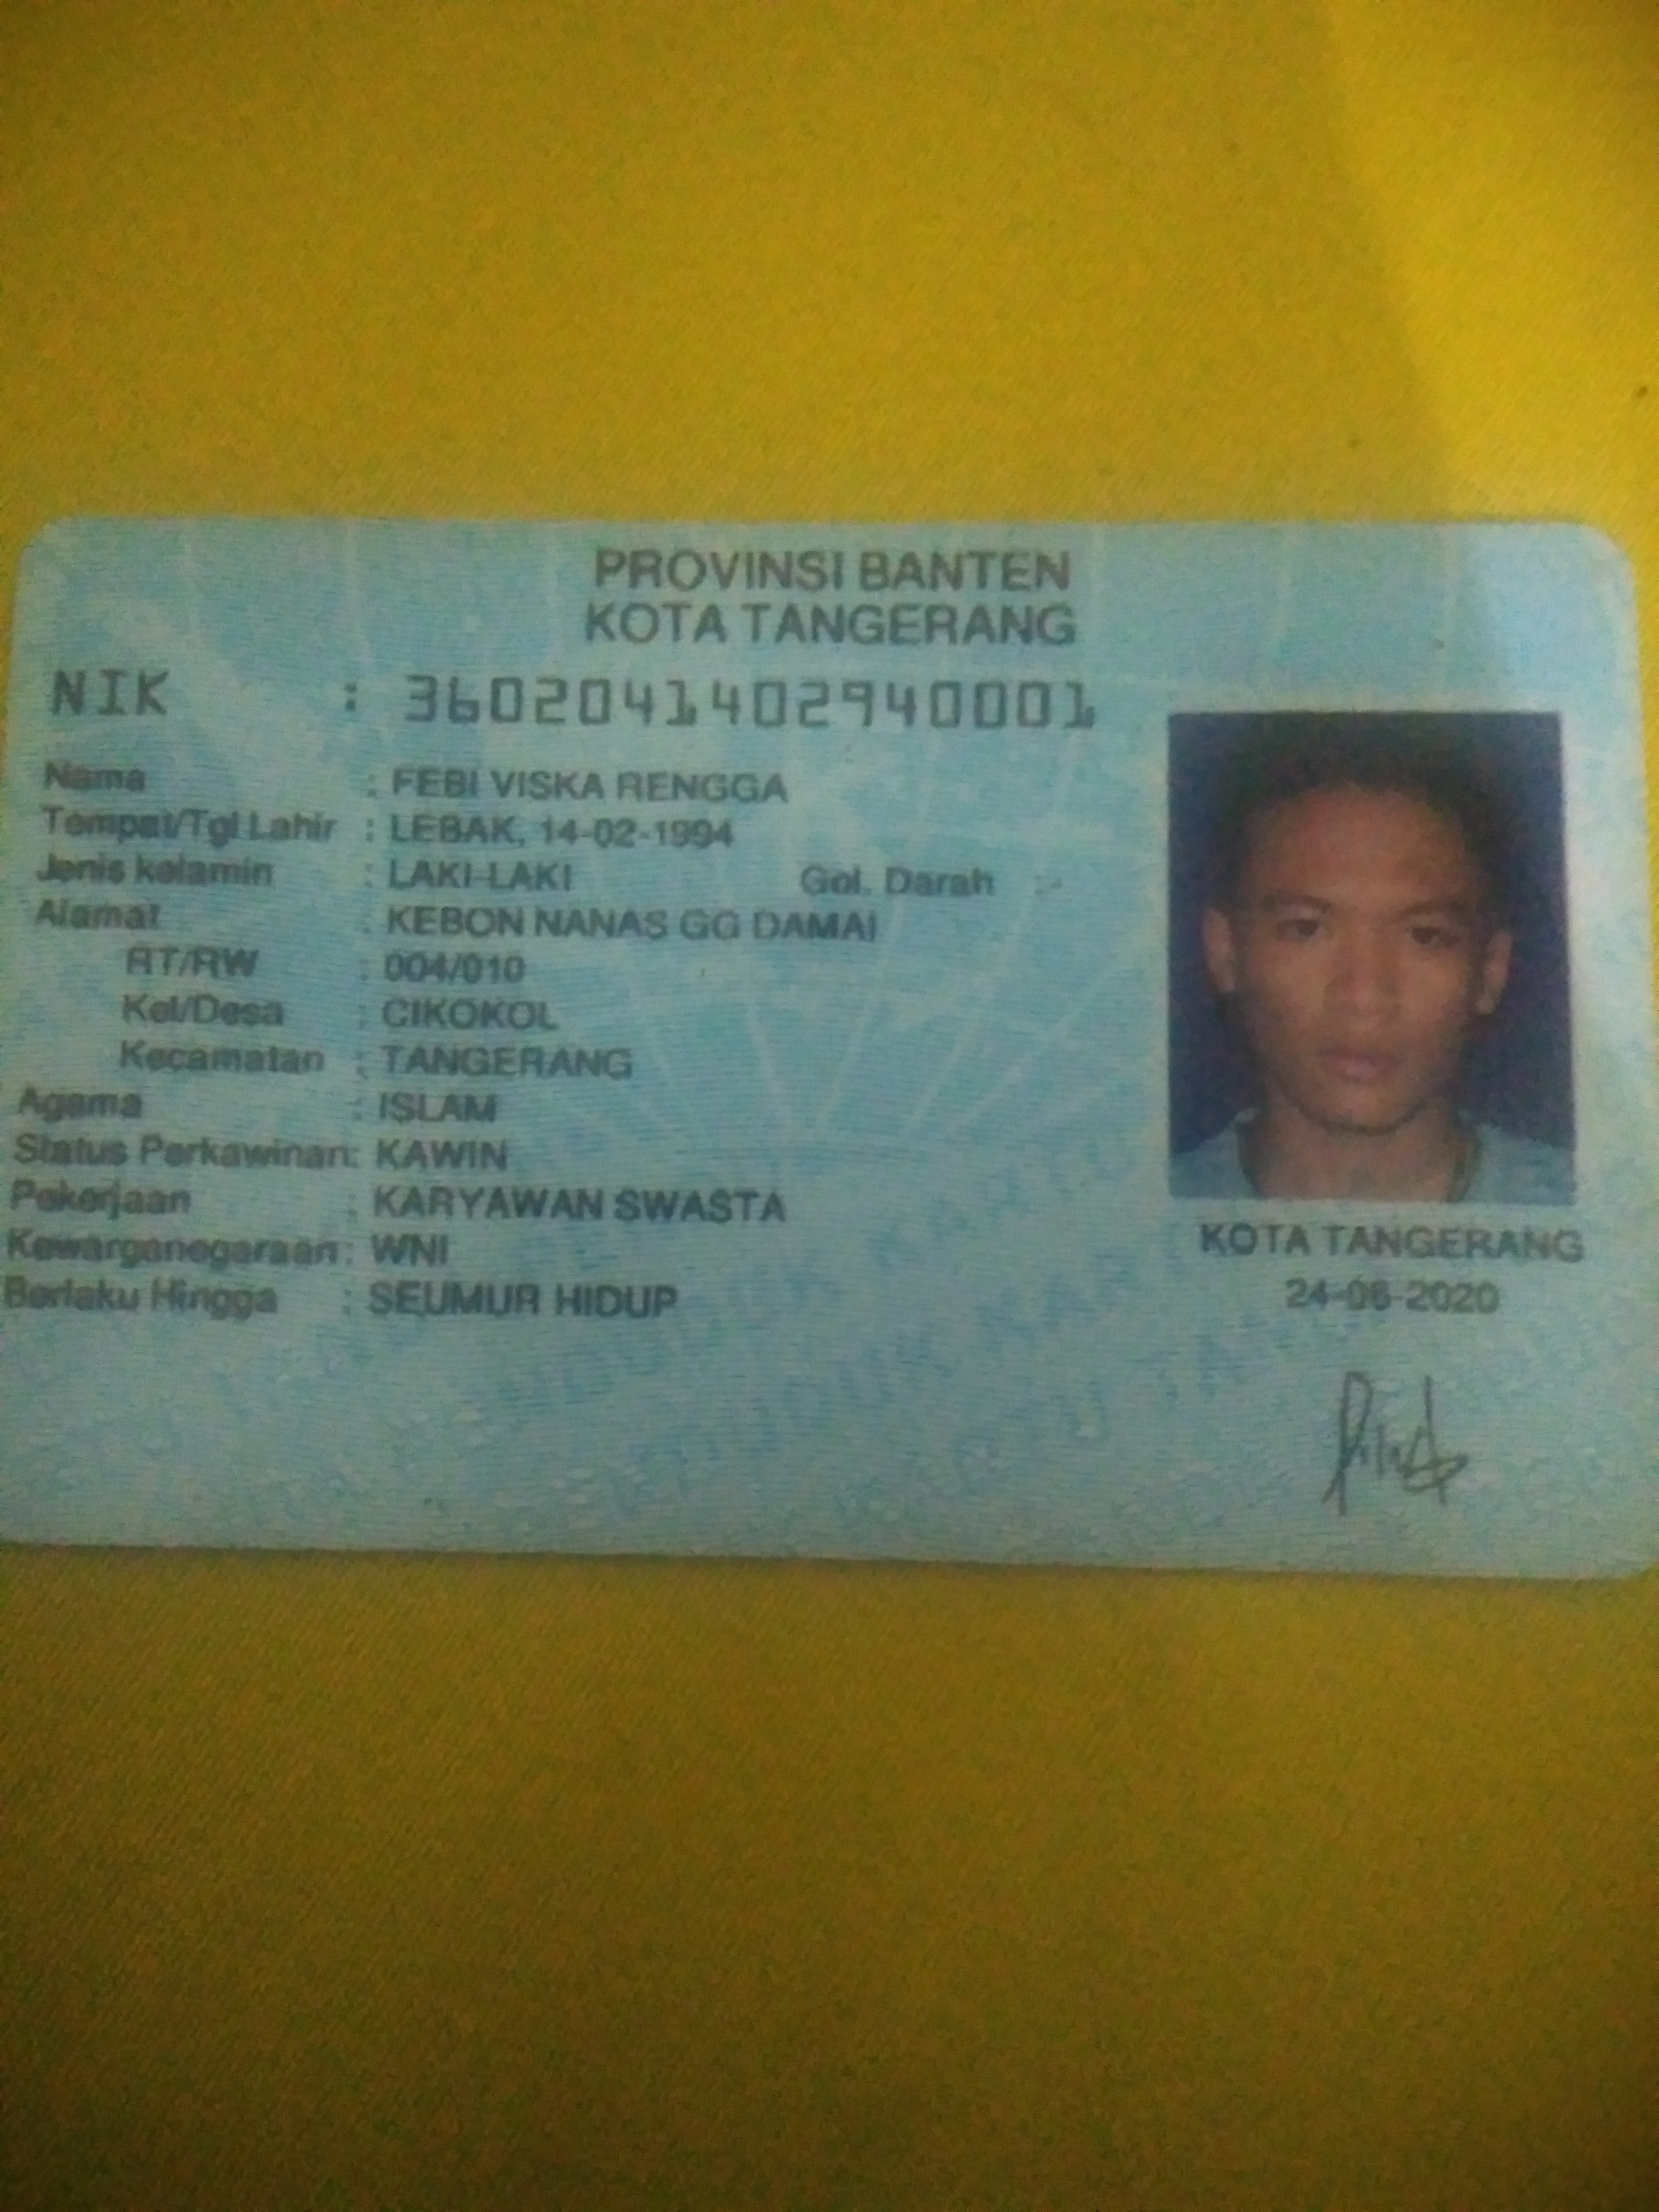 PROVINSI BANTEN
KOTA TANGERANG
NIK : 3602041402940001
Nama : FEBI VISKA RENGGA
Tempat/Tgl Lahir : LEBAK, 14-02-1994
Jenis kelamin : LAKI-LAKI Gol. Darah : -
Alamat : KEBON NANAS GG DAMAI
RT/RW : 004/010
Kel/Desa : CIKOKOL
Kecamatan : TANGERANG
Agama : ISLAM
Status Perkawinan: KAWIN
Pekerjaan : KARYAWAN SWASTA
Kewarganegaraan: WNI
Berlaku Hingga : SEUMUR HIDUP
KOTA TANGERANG
24-06-2020